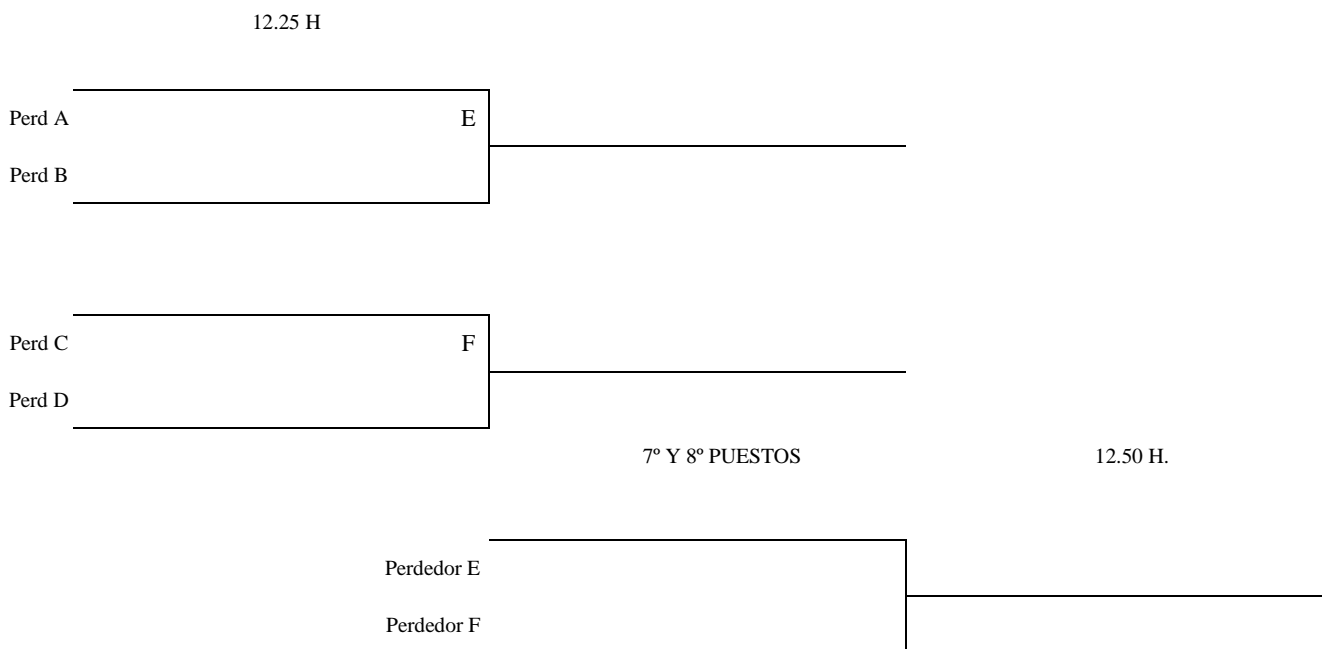 12.25 H
Perd A
E
Perd B
Perd C
F
Perd D
7º Y 8º PUESTOS 12.50 H.
Perdedor E
Perdedor F